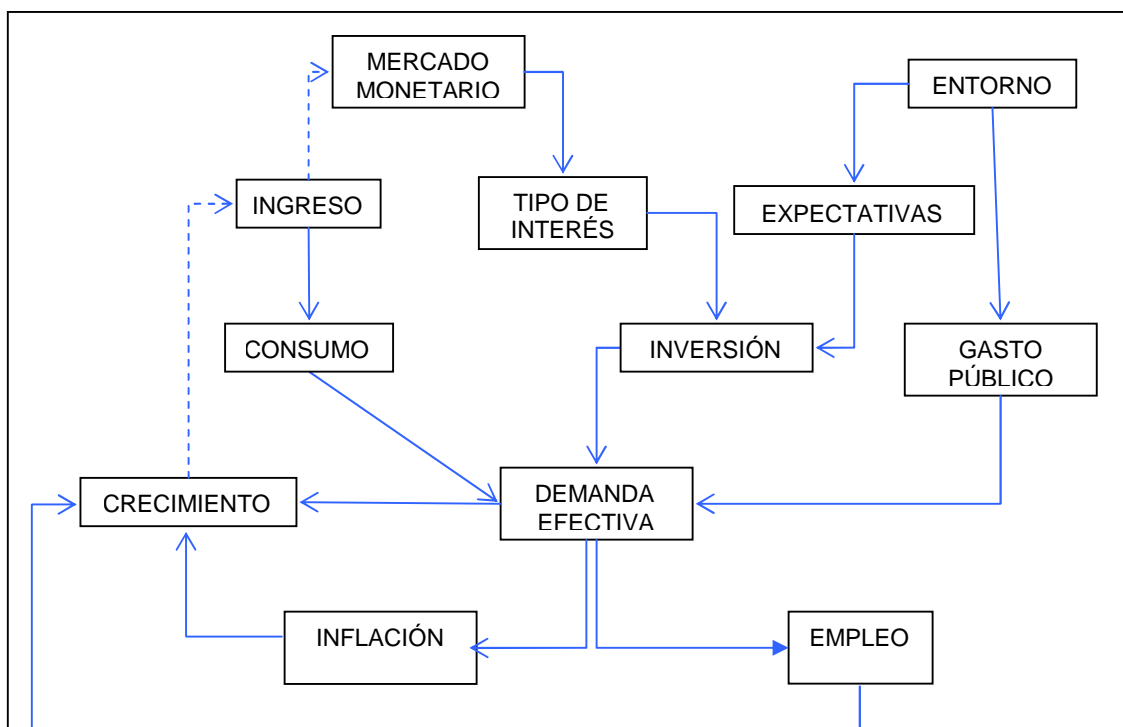 MERCADO
MONETARIO
ENTORNO
INGRESO
TIPO DE
INTERÉS
EXPECTATIVAS
CONSUMO
INVERSIÓN
GASTO
PÚBLICO
CRECIMIENTO
DEMANDA
EFECTIVA
INFLACIÓN
EMPLEO